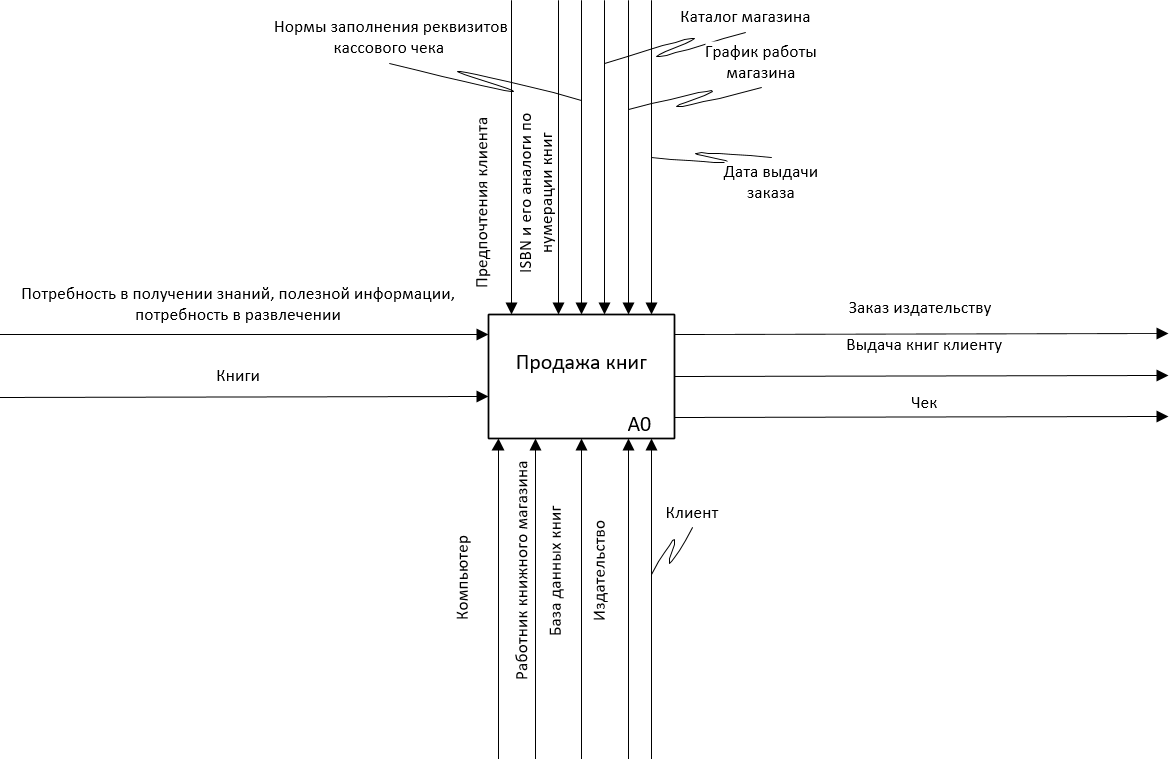 Нормы заполнения реквизитов
кассового чека
Каталог магазина
График работы
магазина
Предпочтения клиента
ISBN и его аналоги по
нумерации книг
Дата выдачи
заказа
Потребность в получении знаний, полезной информации,
потребность в развлечении
Книги
Продажа книг
А0
Заказ издательству
Выдача книг клиенту
Чек
Компьютер
Работник книжного магазина
База данных книг
Издательство
Клиент